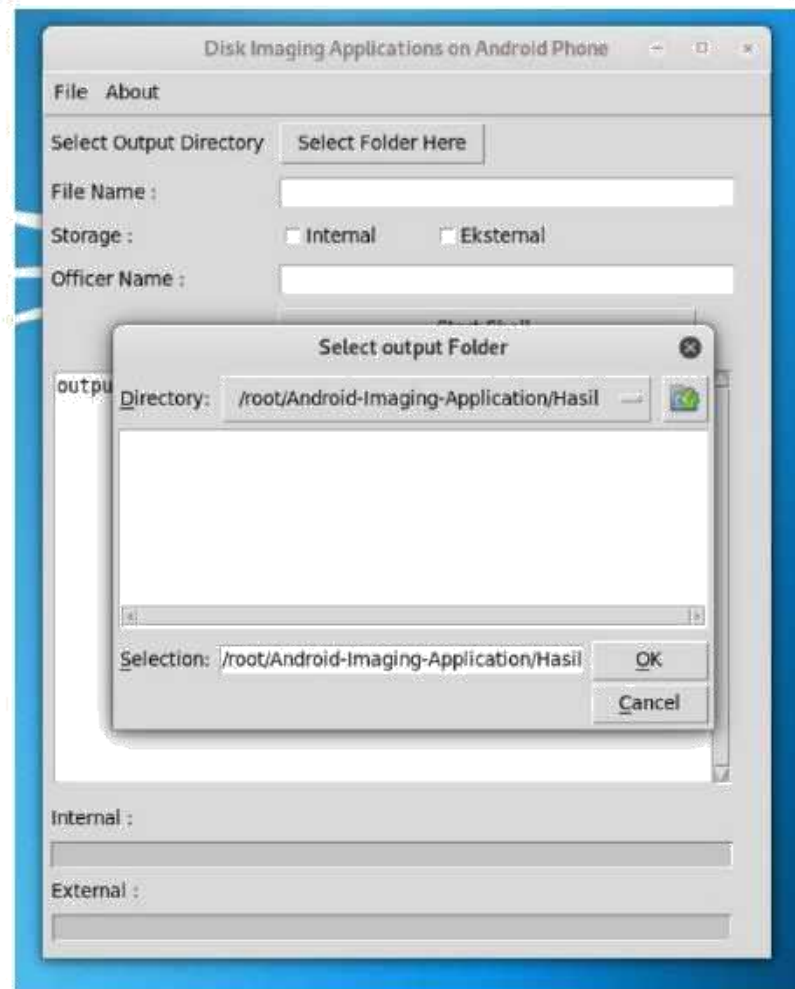 Disk Imaging Applications on Android Phone
File About
Select Output Directory Select Folder Here
File Name :
Storage : Internal Eksternal
Officer Name :
Select output Folder
outpu
Directory: /root/Android-Imaging-Application/Hasil
Selection: /root/Android-Imaging-Application/Hasil OK
Cancel
Internal :
External :